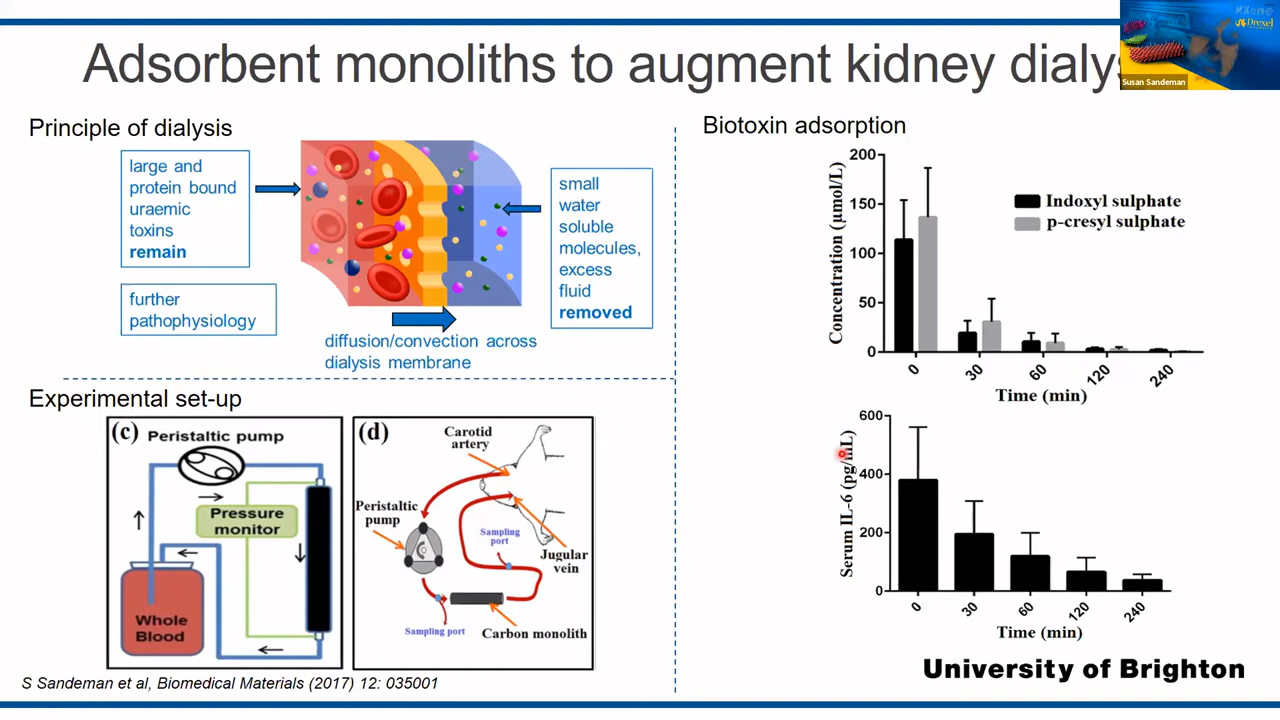 Adsorbent monoliths to augment kidney dialys
MXene
Drexel
Susan Sandeman
Principle of dialysis
large and
protein bound
uraemic
toxins
remain
further
pathophysiology
small
water
soluble
molecules,
excess
fluid
removed
diffusion/convection across
dialysis membrane
Experimental set-up
(c)
Peristaltic pump
Pressure
monitor
Whole
Blood
(d)
Carotid
artery
Peristaltic
pump
Sampling
port
Jugular
vein
Sampling port
Carbon monolith
S Sandeman et al, Biomedical Materials (2017) 12: 035001
Biotoxin adsorption
Concentration (µmol/L)
200
150
100
50
0
Indoxyl sulphate
p-cresyl sulphate
0 30 60 120 240
Time (min)
Serum IL-6 (pg/mL)
600
400
200
0
0 30 60 120 240
Time (min)
University of Brighton